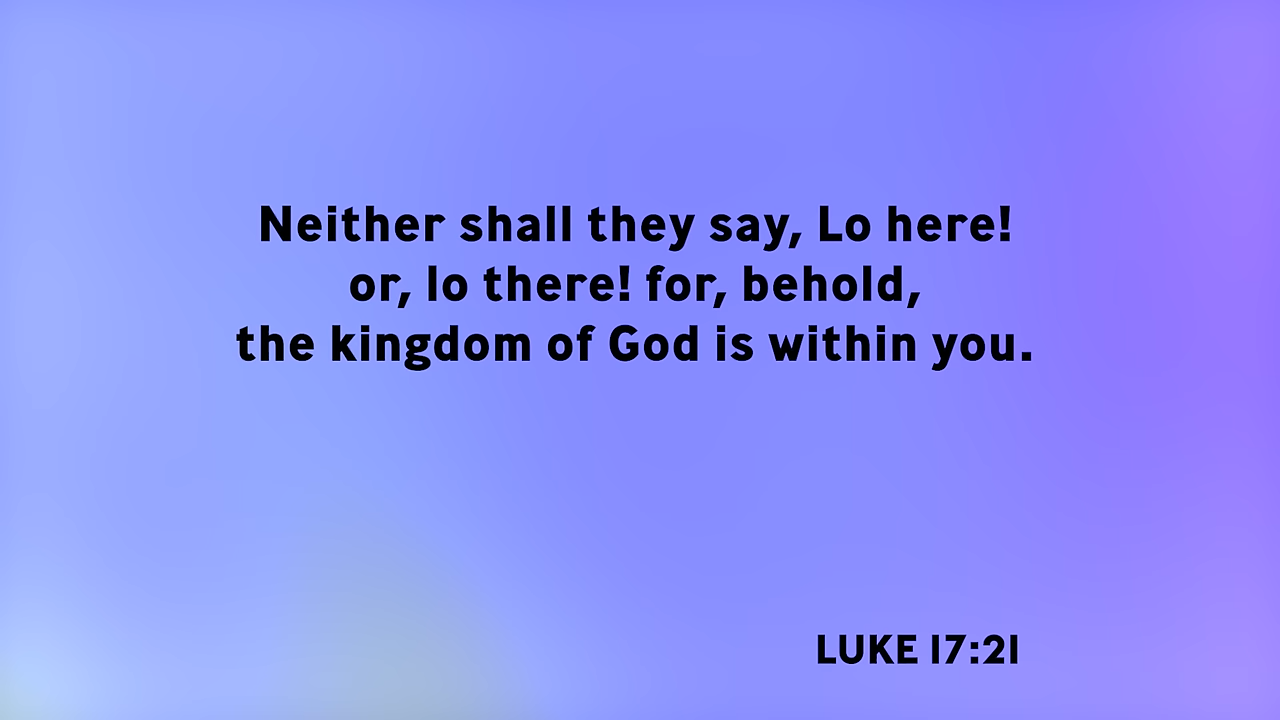 Neither shall they say, Lo here!
or, lo there! for, behold,
the kingdom of God is within you.
LUKE 17:21